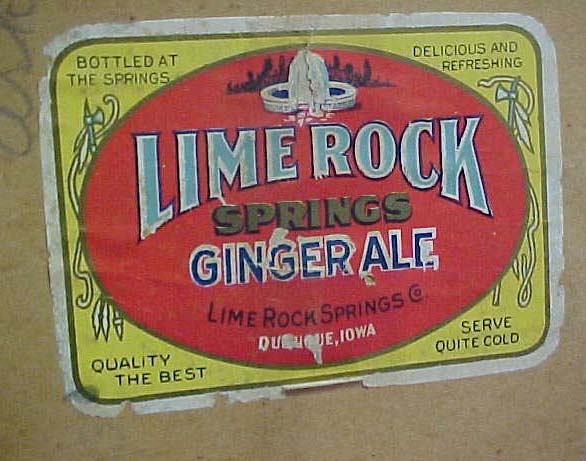 BOTTLED AT
THE SPRINGS
DELICIOUS AND
REFRESHING
LIME ROCK
SPRINGS
GINGER ALE
LIME ROCK SPRINGS Co.
DUBUQUE, IOWA
QUALITY
THE BEST
SERVE
QUITE COLD